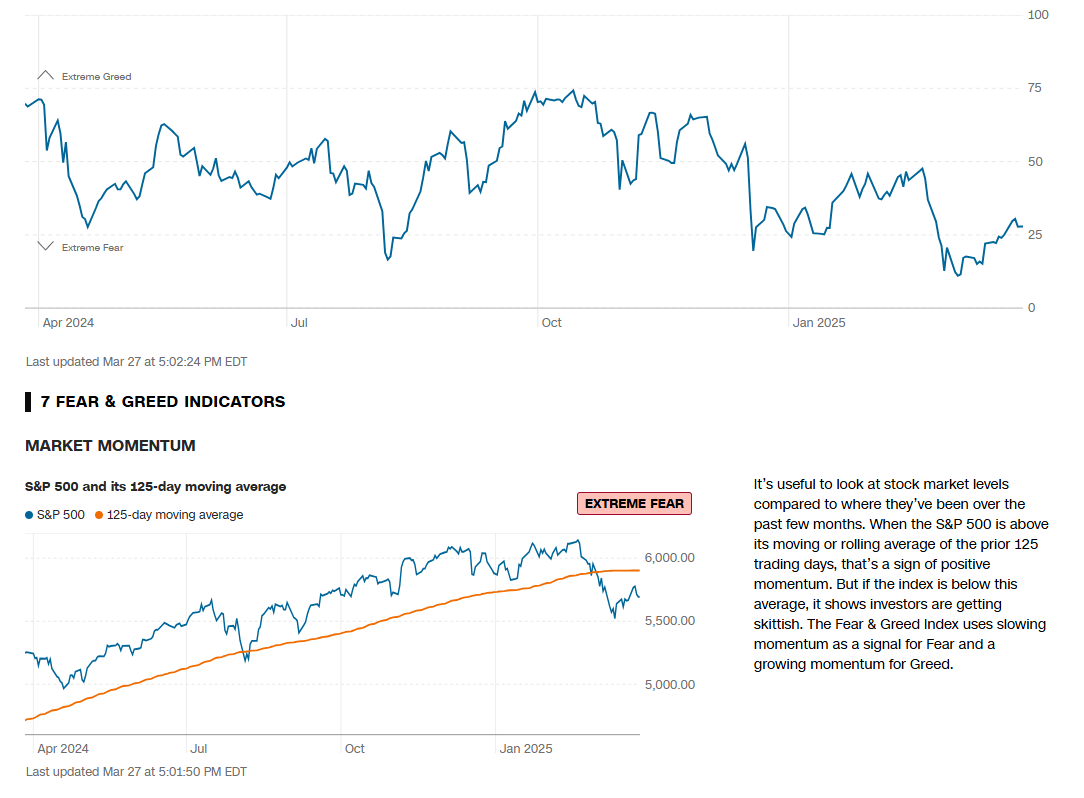 100
Extreme Greed
75
50
25
Extreme Fear
0
Apr 2024
Jul
Oct
Jan 2025
Last updated Mar 27 at 5:02:24 PM EDT
7 FEAR & GREED INDICATORS
MARKET MOMENTUM
S&P 500 and its 125-day moving average
EXTREME FEAR
S&P 500
125-day moving average
6,000.00
5,500.00
5,000.00
Apr 2024
Jul
Oct
Jan 2025
Last updated Mar 27 at 5:01:50 PM EDT
It's useful to look at stock market levels
compared to where they've been over the
past few months. When the S&P 500 is above
its moving or rolling average of the prior 125
trading days, that's a sign of positive
momentum. But if the index is below this
average, it shows investors are getting
skittish. The Fear & Greed Index uses slowing
momentum as a signal for Fear and a
growing momentum for Greed.